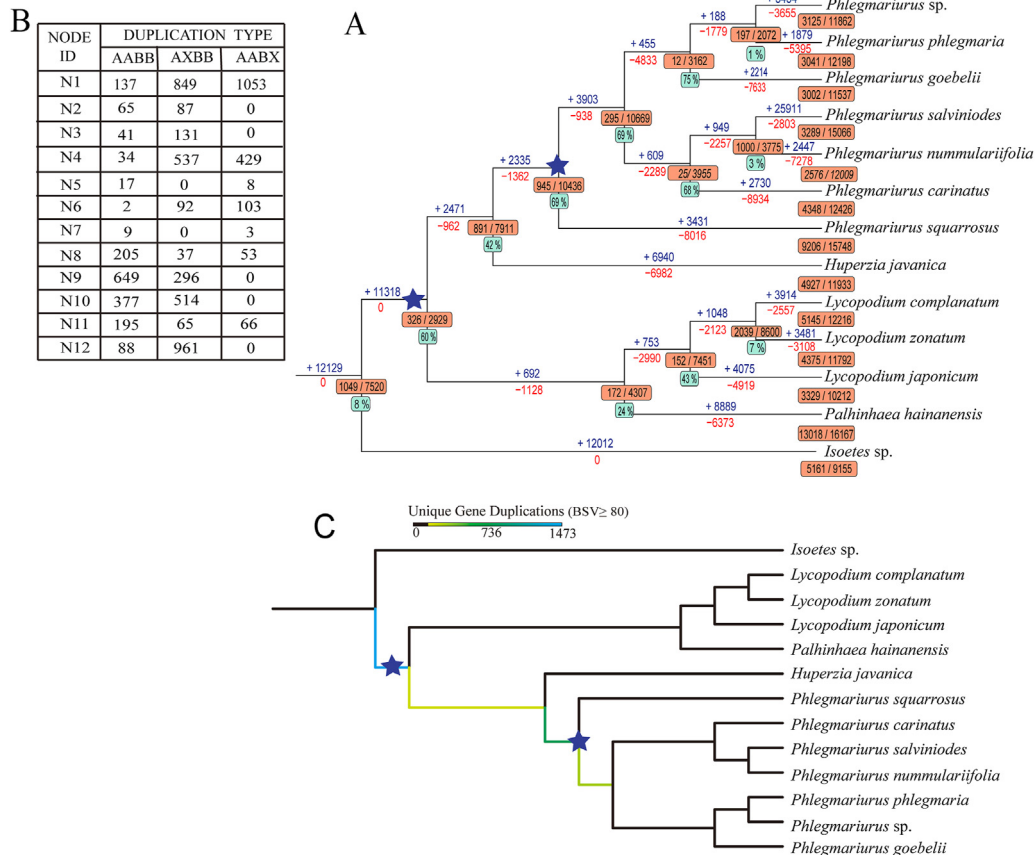 B
NODE ID DUPLICATION TYPE
AABB AXBB AABX
N1 137 849 1053
N2 65 87 0
N3 41 131 0
N4 34 537 429
N5 17 0 8
N6 2 92 103
N7 9 0 3
N8 205 37 53
N9 649 296 0
N10 377 514 0
N11 195 65 66
N12 88 961 0
A
+ 12129
0
1049 / 7520
8 %
+ 11318
0
326 / 2929
60 %
+ 2471
−962
891 / 7911
42 %
+ 2335
−1362
945 / 10436
69 %
+ 3903
−938
295 / 10669
69 %
+ 455
−4833
12 / 3162
75 %
+ 188
−1779
197 / 2072
1 %
−3655
Phlegmariurus sp.
3125 / 11862
+ 1879
−5395
Phlegmariurus phlegmaria
3041 / 12198
+ 2214
−7633
Phlegmariurus goebelii
3002 / 11537
+ 609
−2289
25/ 3955
68 %
+ 949
−2257
1000 / 3775
3 %
+ 25911
−2803
Phlegmariurus salviniodes
3289 / 15066
+ 2447
−7278
Phlegmariurus nummulariifolia
2576 / 12009
+ 2730
−8934
Phlegmariurus carinatus
4348 / 12426
+ 3431
−8016
Phlegmariurus squarrosus
9206 / 15748
+ 6940
−6982
Huperzia javanica
4927 / 11933
+ 692
−1128
172 / 4307
24 %
+ 753
−2990
152 / 7451
43 %
+ 1048
−2123
2039 / 8600
7 %
+ 3914
−2557
Lycopodium complanatum
5145 / 12216
+ 3481
−3108
Lycopodium zonatum
4375 / 11792
+ 4075
−4919
Lycopodium japonicum
3329 / 10212
+ 8889
−6373
Palhinhaea hainanensis
13018 / 16167
+ 12012
0
Isoetes sp.
5161 / 9155
C
Unique Gene Duplications (BSV≥ 80)
0 736 1473
Isoetes sp.
Lycopodium complanatum
Lycopodium zonatum
Lycopodium japonicum
Palhinhaea hainanensis
Huperzia javanica
Phlegmariurus squarrosus
Phlegmariurus carinatus
Phlegmariurus salviniodes
Phlegmariurus nummulariifolia
Phlegmariurus phlegmaria
Phlegmariurus sp.
Phlegmariurus goebelii